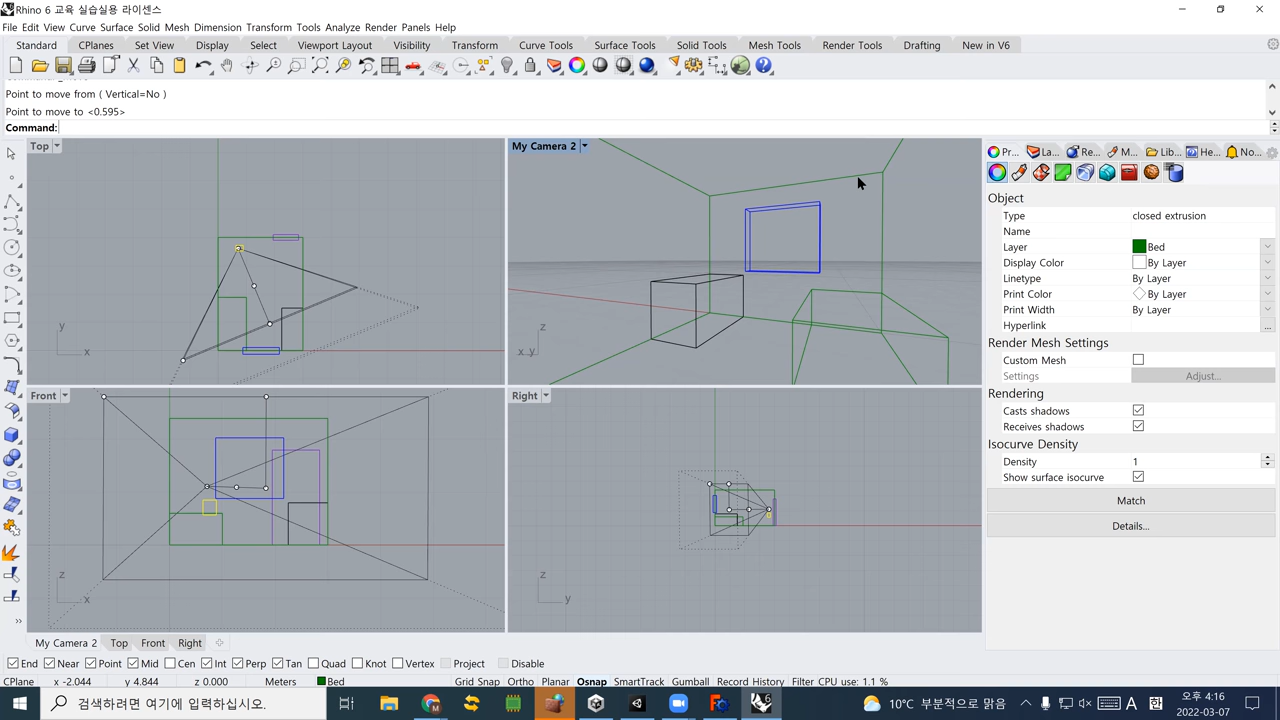 Rhino 6 교육 실습실용 라이센스
File Edit View Curve Surface Solid Mesh Dimension Transform Tools Analyze Render Panels Help
Standard CPlanes Set View Display Select Viewport Layout Visibility Transform Curve Tools Surface Tools Solid Tools Mesh Tools Render Tools Drafting New in V6
Point to move from ( Vertical=No )
Point to move to <0.595>
Command:
Top
My Camera 2
Pr... La... Re... M... Lib... He... No...
Object
Type closed extrusion
Name
Layer Bed
Display Color By Layer
Linetype By Layer
Print Color By Layer
Print Width By Layer
Hyperlink ...
Render Mesh Settings
Custom Mesh
Settings Adjust...
Rendering
Casts shadows
Receives shadows
Isocurve Density
Density 1
Show surface isocurve
Match
Details...
y x
z x y
Front
Right
z x
z y
My Camera 2 Top Front Right
End Near Point Mid Cen Int Perp Tan Quad Knot Vertex Project Disable
CPlane x -2.044 y 4.844 z 0.000 Meters Bed Grid Snap Ortho Planar Osnap SmartTrack Gumball Record History Filter CPU use: 1.1 %
검색하려면 여기에 입력하십시오.
10°C 부분적으로 맑음
A 한
오후 4:16
2022-03-07